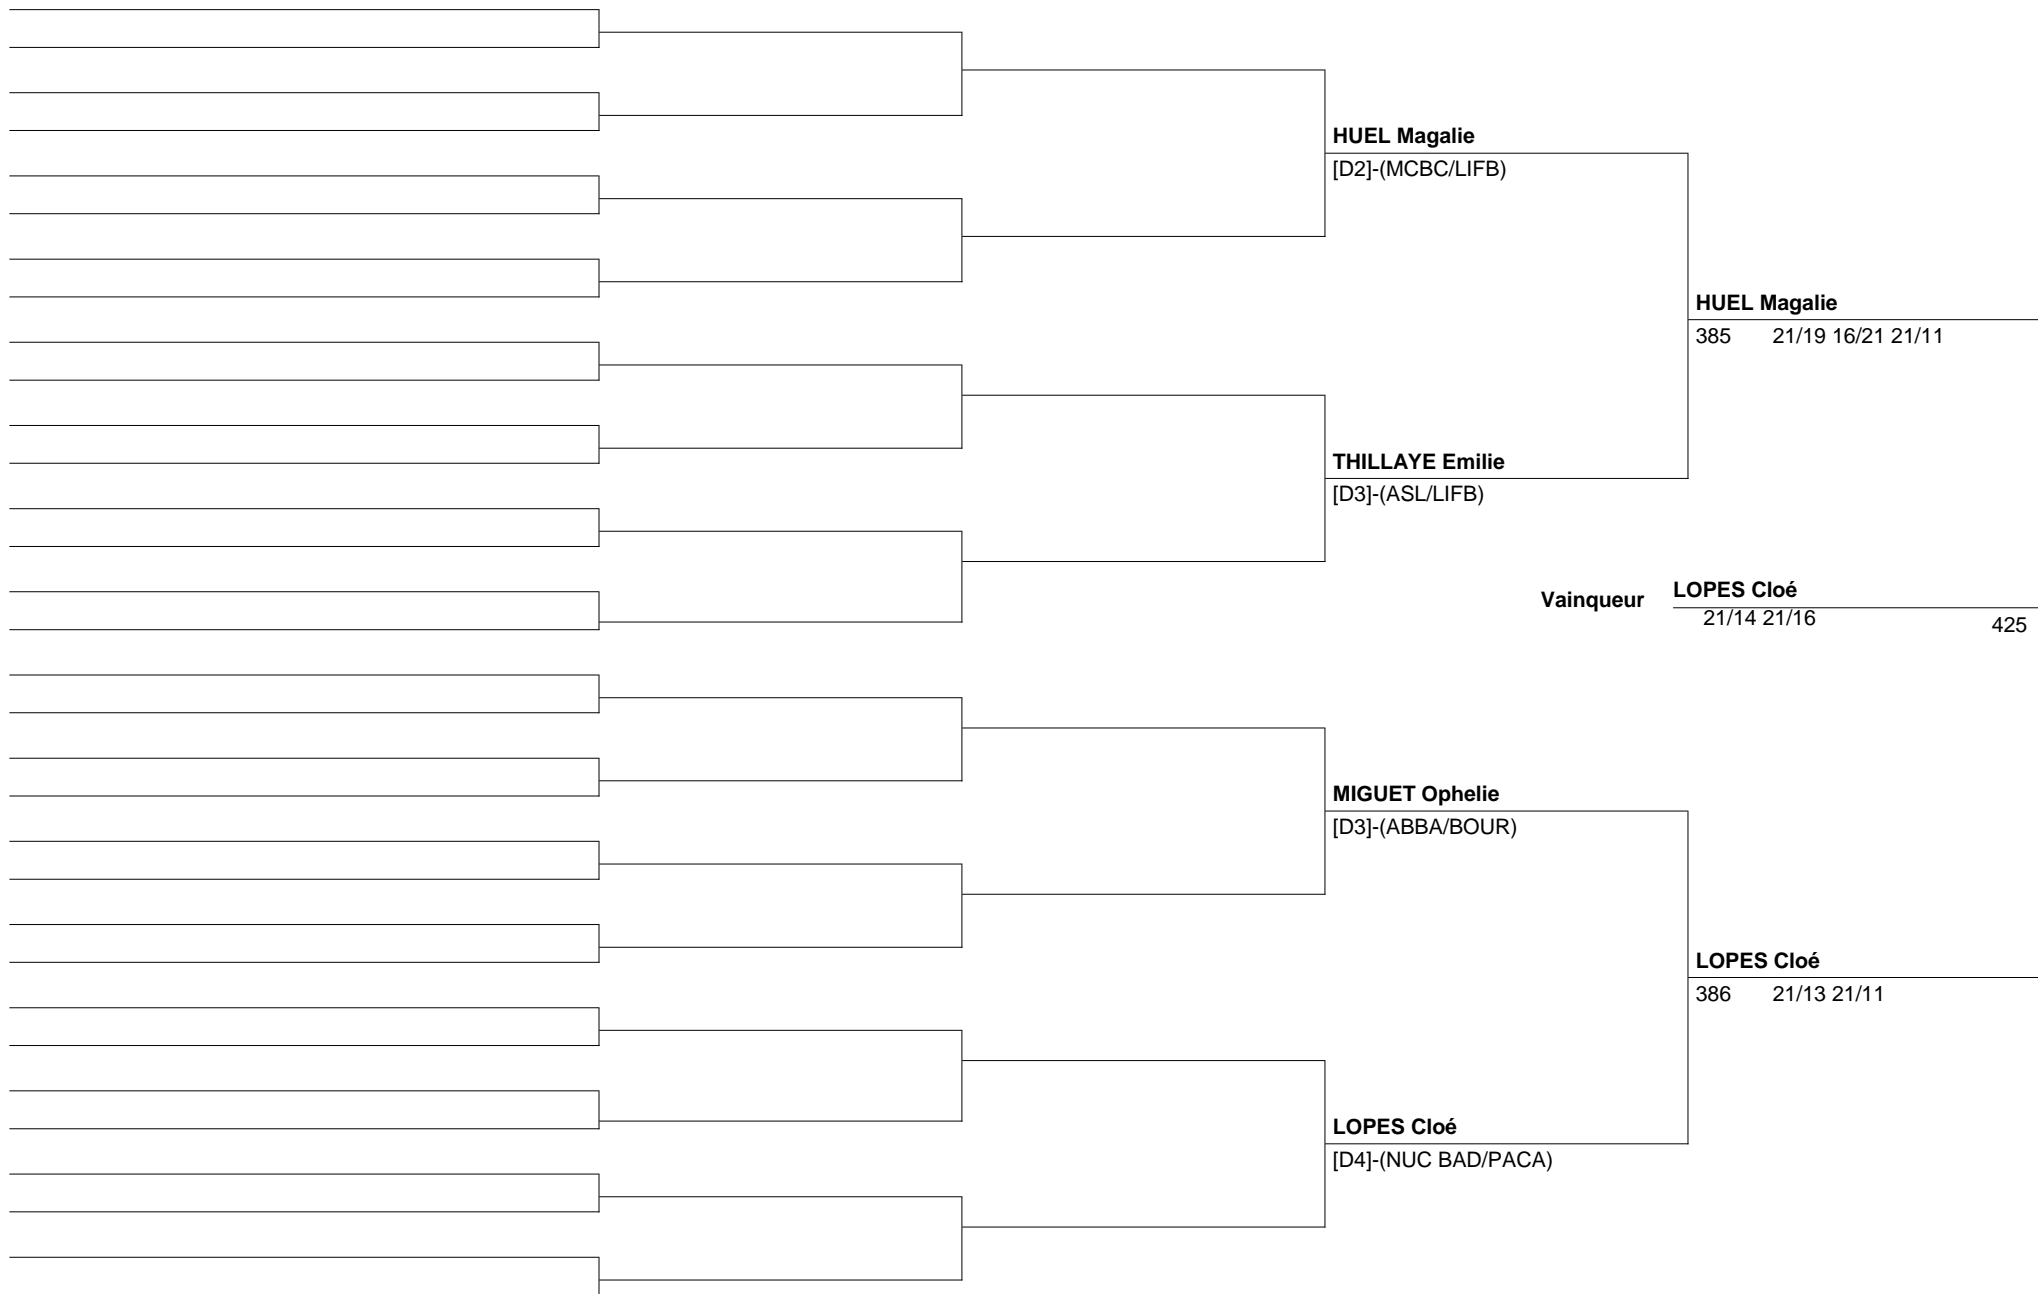 HUEL Magalie
[D2]-(MCBC/LIFB)
HUEL Magalie
385 21/19 16/21 21/11
THILLAYE Emilie
[D3]-(ASL/LIFB)
Vainqueur LOPES Cloé
21/14 21/16 425
MIGUET Ophelie
[D3]-(ABBA/BOUR)
LOPES Cloé
386 21/13 21/11
LOPES Cloé
[D4]-(NUC BAD/PACA)